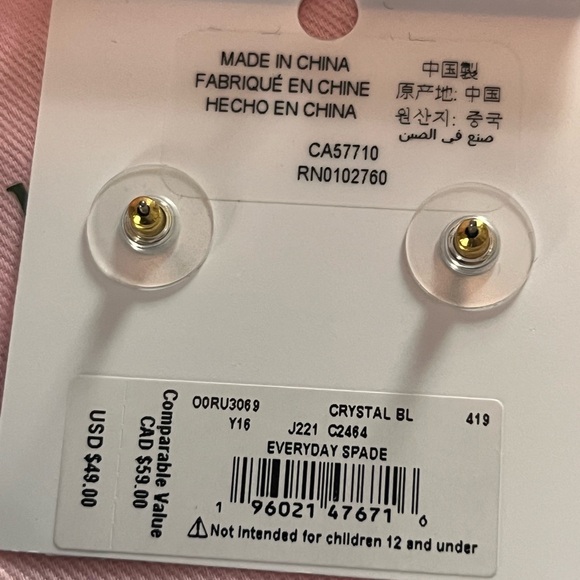 MADE IN CHINA
FABRIQUÉ EN CHINE
HECHO EN CHINA
中国製
原产地: 中国
원산지: 중국
صنع في الصين
CA57710
RN0102760
O0RU3069 CRYSTAL BL 419
Y16 J221 C2464
EVERYDAY SPADE
1 96021 47671 6
⚠Not intended for children 12 and under
Comparable Value
CAD $59.00
USD $49.00